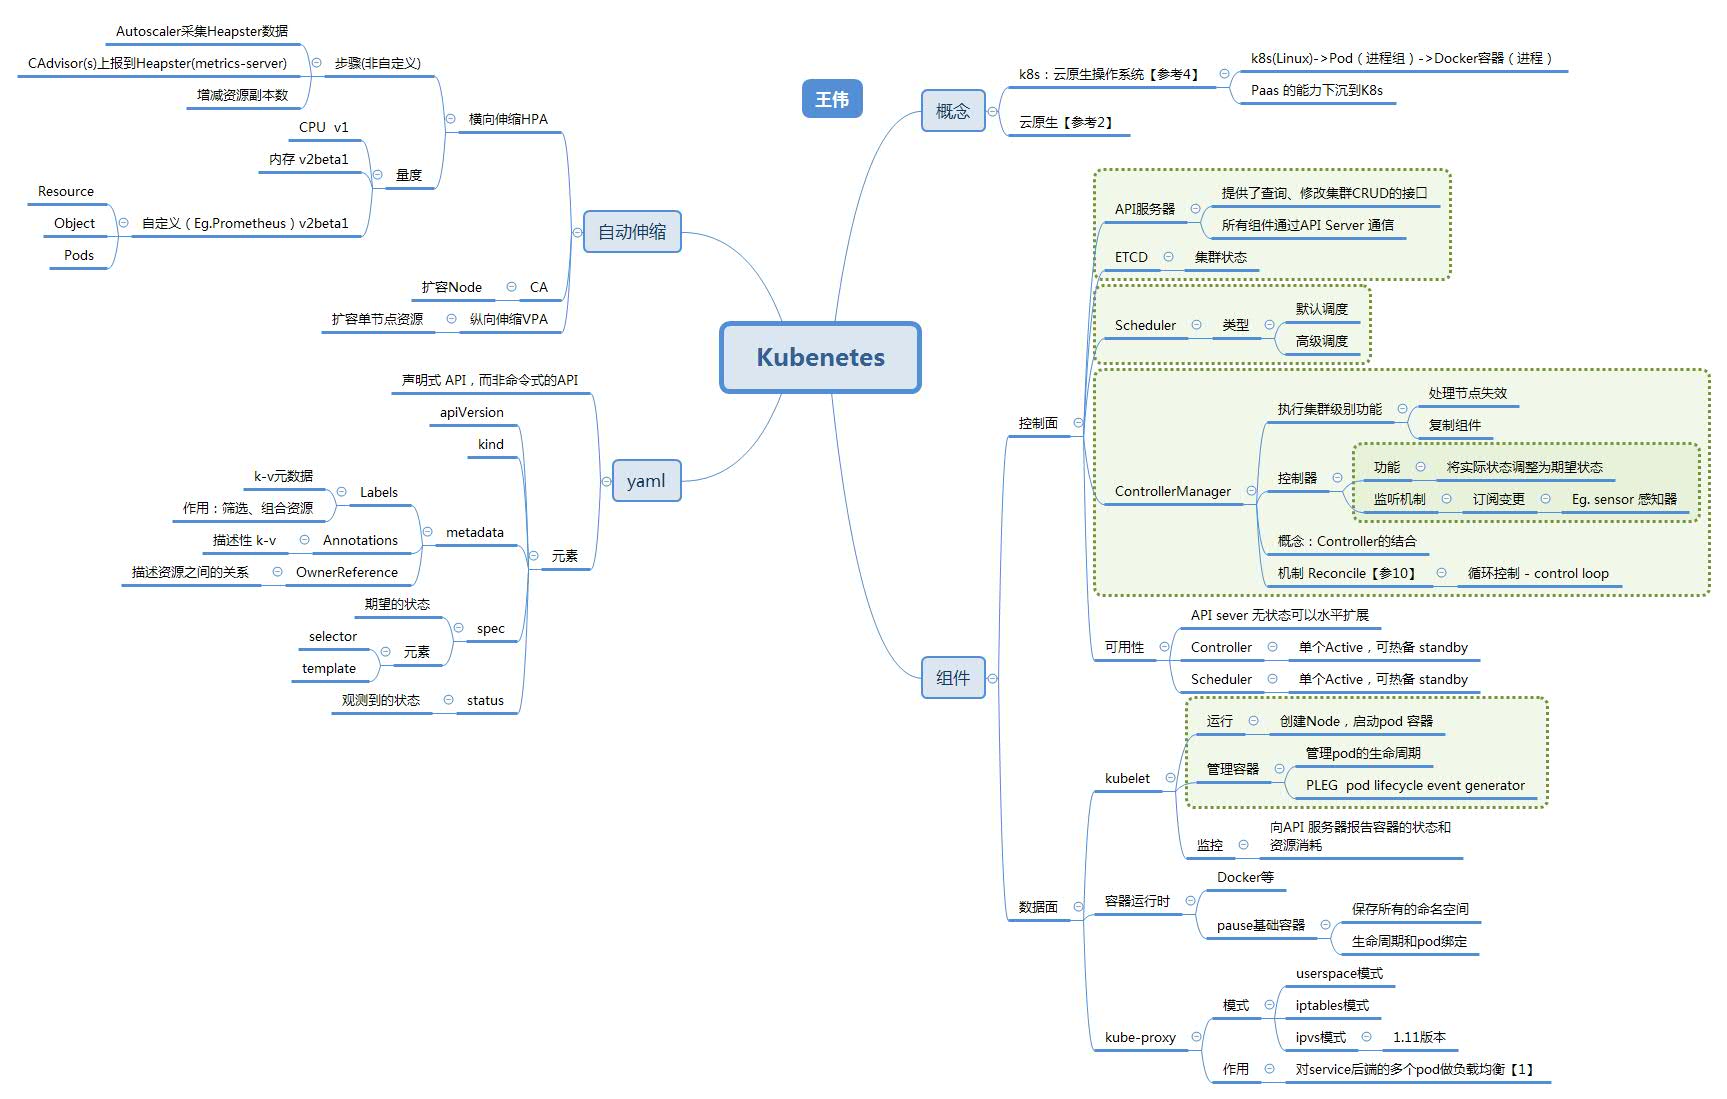 王伟
Kubenetes
概念
k8s：云原生操作系统【参考4】
k8s(Linux)->Pod（进程组）->Docker容器（进程）
Paas 的能力下沉到K8s
云原生【参考2】
组件
控制面
API服务器
提供了查询、修改集群CRUD的接口
所有组件通过API Server 通信
ETCD
集群状态
Scheduler
类型
默认调度
高级调度
ControllerManager
执行集群级别功能
处理节点失效
复制组件
控制器
功能
将实际状态调整为期望状态
监听机制
订阅变更
Eg. sensor 感知器
概念：Controller的结合
机制 Reconcile【参10】
循环控制 - control loop
可用性
API sever 无状态可以水平扩展
Controller
单个Active，可热备 standby
Scheduler
单个Active，可热备 standby
数据面
kubelet
运行
创建Node，启动pod 容器
管理容器
管理pod的生命周期
PLEG  pod lifecycle event generator
监控
向API 服务器报告容器的状态和
资源消耗
容器运行时
Docker等
pause基础容器
保存所有的命名空间
生命周期和pod绑定
kube-proxy
模式
userspace模式
iptables模式
ipvs模式
1.11版本
作用
对service后端的多个pod做负载均衡【1】
自动伸缩
横向伸缩HPA
步骤(非自定义)
Autoscaler采集Heapster数据
CAdvisor(s)上报到Heapster(metrics-server)
增减资源副本数
量度
CPU  v1
内存 v2beta1
自定义（Eg.Prometheus）v2beta1
Resource
Object
Pods
CA
扩容Node
纵向伸缩VPA
扩容单节点资源
yaml
声明式 API，而非命令式的API
元素
apiVersion
kind
metadata
Labels
k-v元数据
作用：筛选、组合资源
Annotations
描述性 k-v
OwnerReference
描述资源之间的关系
spec
期望的状态
元素
selector
template
status
观测到的状态